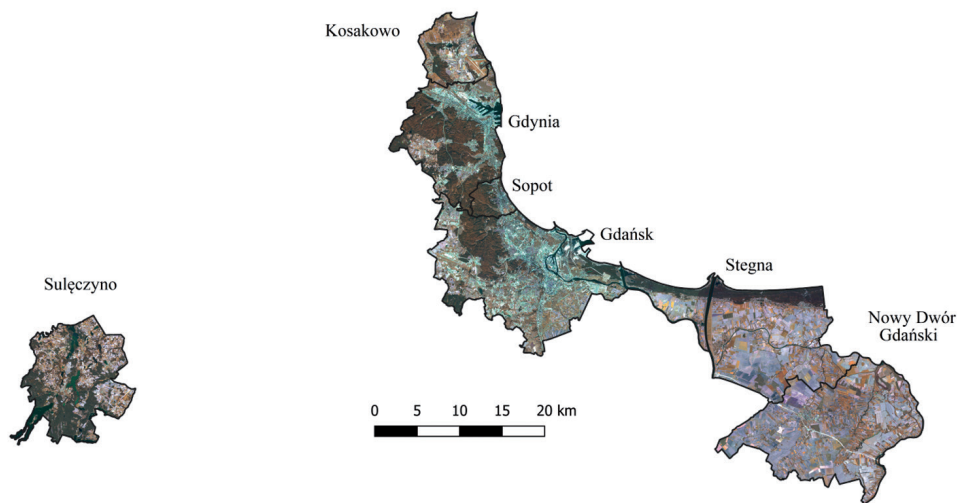 Kosakowo
Gdynia
Sopot
Gdańsk
Stegna
Sulęczyno
Nowy Dwór
Gdański
0 5 10 15 20 km